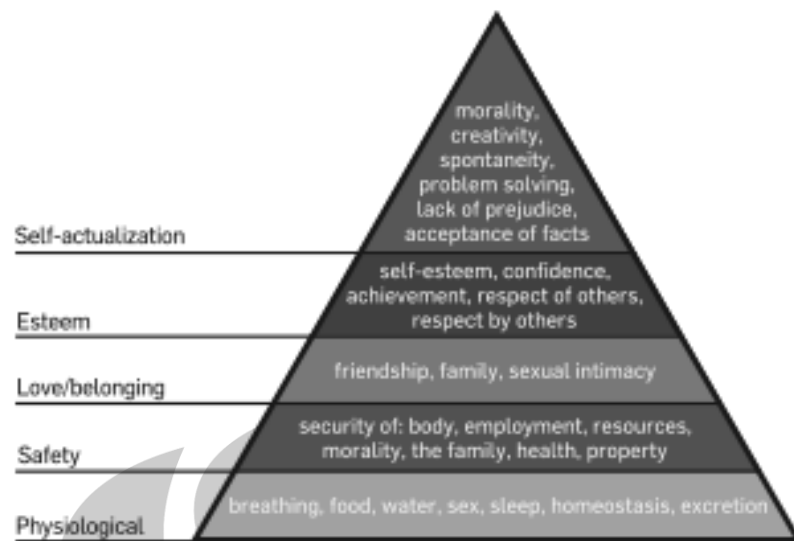 morality,
creativity,
spontaneity,
problem solving,
lack of prejudice,
acceptance of facts
Self-actualization
self-esteem, confidence,
achievement, respect of others,
respect by others
Esteem
friendship, family, sexual intimacy
Love/belonging
security of: body, employment, resources,
morality, the family, health, property
Safety
breathing, food, water, sex, sleep, homeostasis, excretion
Physiological